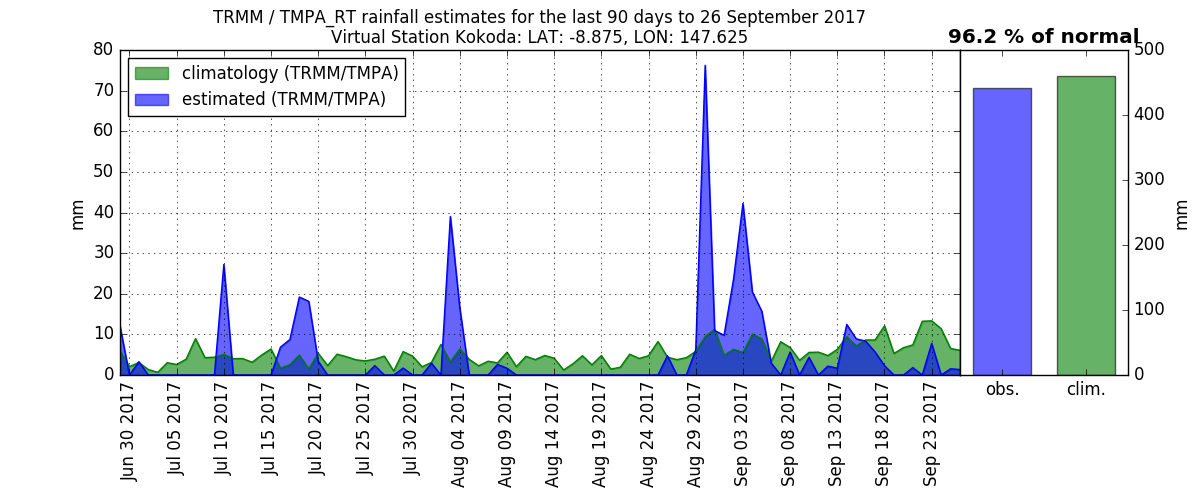 TRMM / TMPA_RT rainfall estimates for the last 90 days to 26 September 2017
Virtual Station Kokoda: LAT: -8.875, LON: 147.625
96.2 % of normal
climatology (TRMM/TMPA)
estimated (TRMM/TMPA)
mm
80
70
60
50
40
30
20
10
0
Jun 30 2017
Jul 05 2017
Jul 10 2017
Jul 15 2017
Jul 20 2017
Jul 25 2017
Jul 30 2017
Aug 04 2017
Aug 09 2017
Aug 14 2017
Aug 19 2017
Aug 24 2017
Aug 29 2017
Sep 03 2017
Sep 08 2017
Sep 13 2017
Sep 18 2017
Sep 23 2017
obs.
clim.
500
400
300
200
100
0
mm